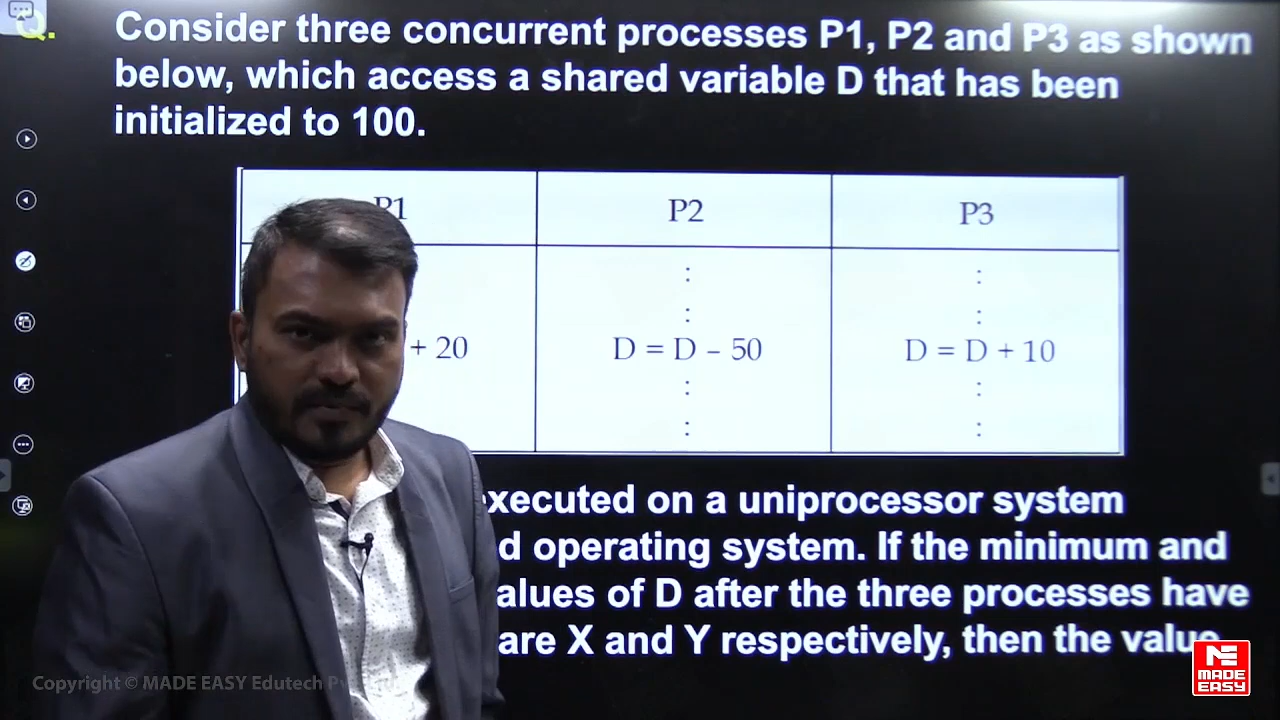 Q. Consider three concurrent processes P1, P2 and P3 as shown
below, which access a shared variable D that has been
initialized to 100.
P1 P2 P3
: :
: :
+ 20 D = D – 50 D = D + 10
: :
: :
executed on a uniprocessor system
operating system. If the minimum and
of D after the three processes have
are X and Y respectively, then the value
Copyright © MADE EASY Edutech
MADE
EASY